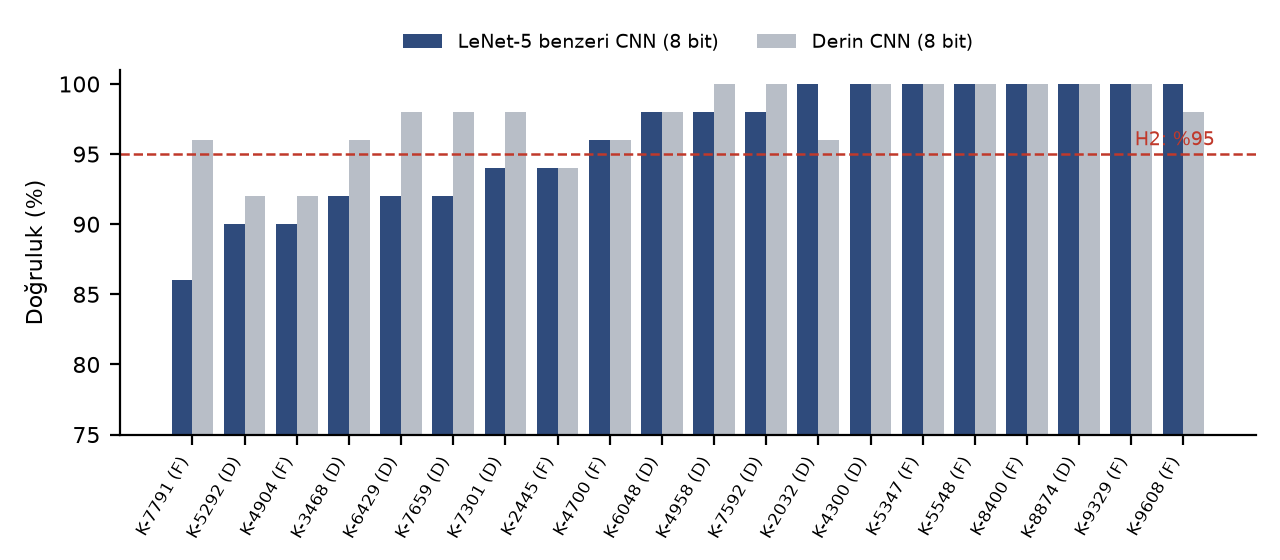 LeNet-5 benzeri CNN (8 bit)
Derin CNN (8 bit)
Doğruluk (%)
100
95
90
85
80
75
H2: %95
K-7791 (F)
K-5292 (D)
K-4904 (F)
K-3468 (D)
K-6429 (D)
K-7659 (D)
K-7301 (D)
K-2445 (F)
K-4700 (F)
K-6048 (D)
K-4958 (D)
K-7592 (D)
K-2032 (D)
K-4300 (D)
K-5347 (F)
K-5548 (F)
K-8400 (F)
K-8874 (D)
K-9329 (F)
K-9608 (F)